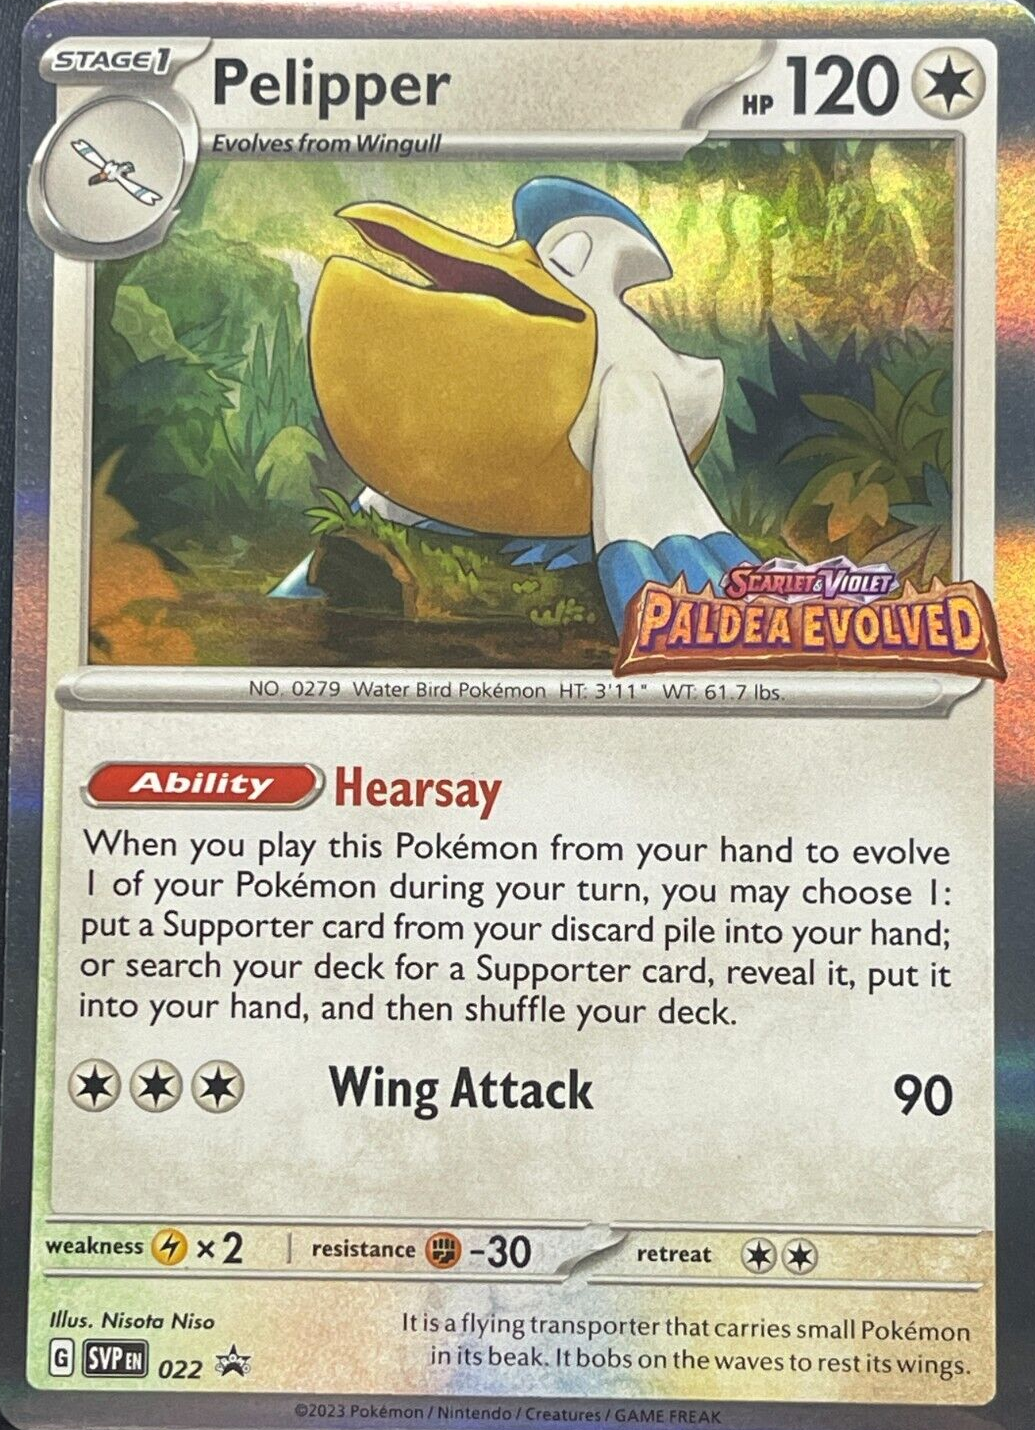 STAGE 1
Pelipper
HP 120
Evolves from Wingull
SCARLET & VIOLET
PALDEA EVOLVED
NO. 0279 Water Bird Pokémon HT: 3'11" WT: 61.7 lbs.
Ability Hearsay
When you play this Pokémon from your hand to evolve
1 of your Pokémon during your turn, you may choose 1:
put a Supporter card from your discard pile into your hand;
or search your deck for a Supporter card, reveal it, put it
into your hand, and then shuffle your deck.
Wing Attack 90
weakness ×2 | resistance -30 retreat
Illus. Nisota Niso
It is a flying transporter that carries small Pokémon
in its beak. It bobs on the waves to rest its wings.
G SVP EN 022
©2023 Pokémon / Nintendo / Creatures / GAME FREAK